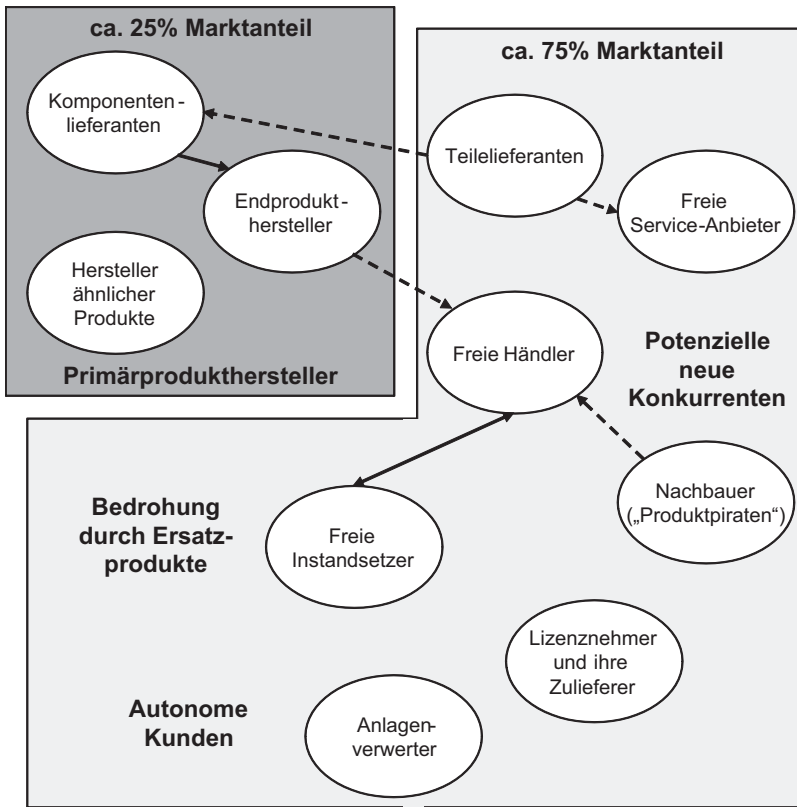 ca. 25% Marktanteil
Komponenten-
lieferanten
Endprodukt-
hersteller
Hersteller
ähnlicher
Produkte
Primärprodukthersteller
ca. 75% Marktanteil
Teilelieferanten
Freie
Service-Anbieter
Freie Händler
Potenzielle
neue
Konkurrenten
Nachbauer
(„Produktpiraten“)
Bedrohung
durch Ersatz-
produkte
Freie
Instandsetzer
Lizenznehmer
und ihre
Zulieferer
Autonome
Kunden
Anlagen-
verwerter